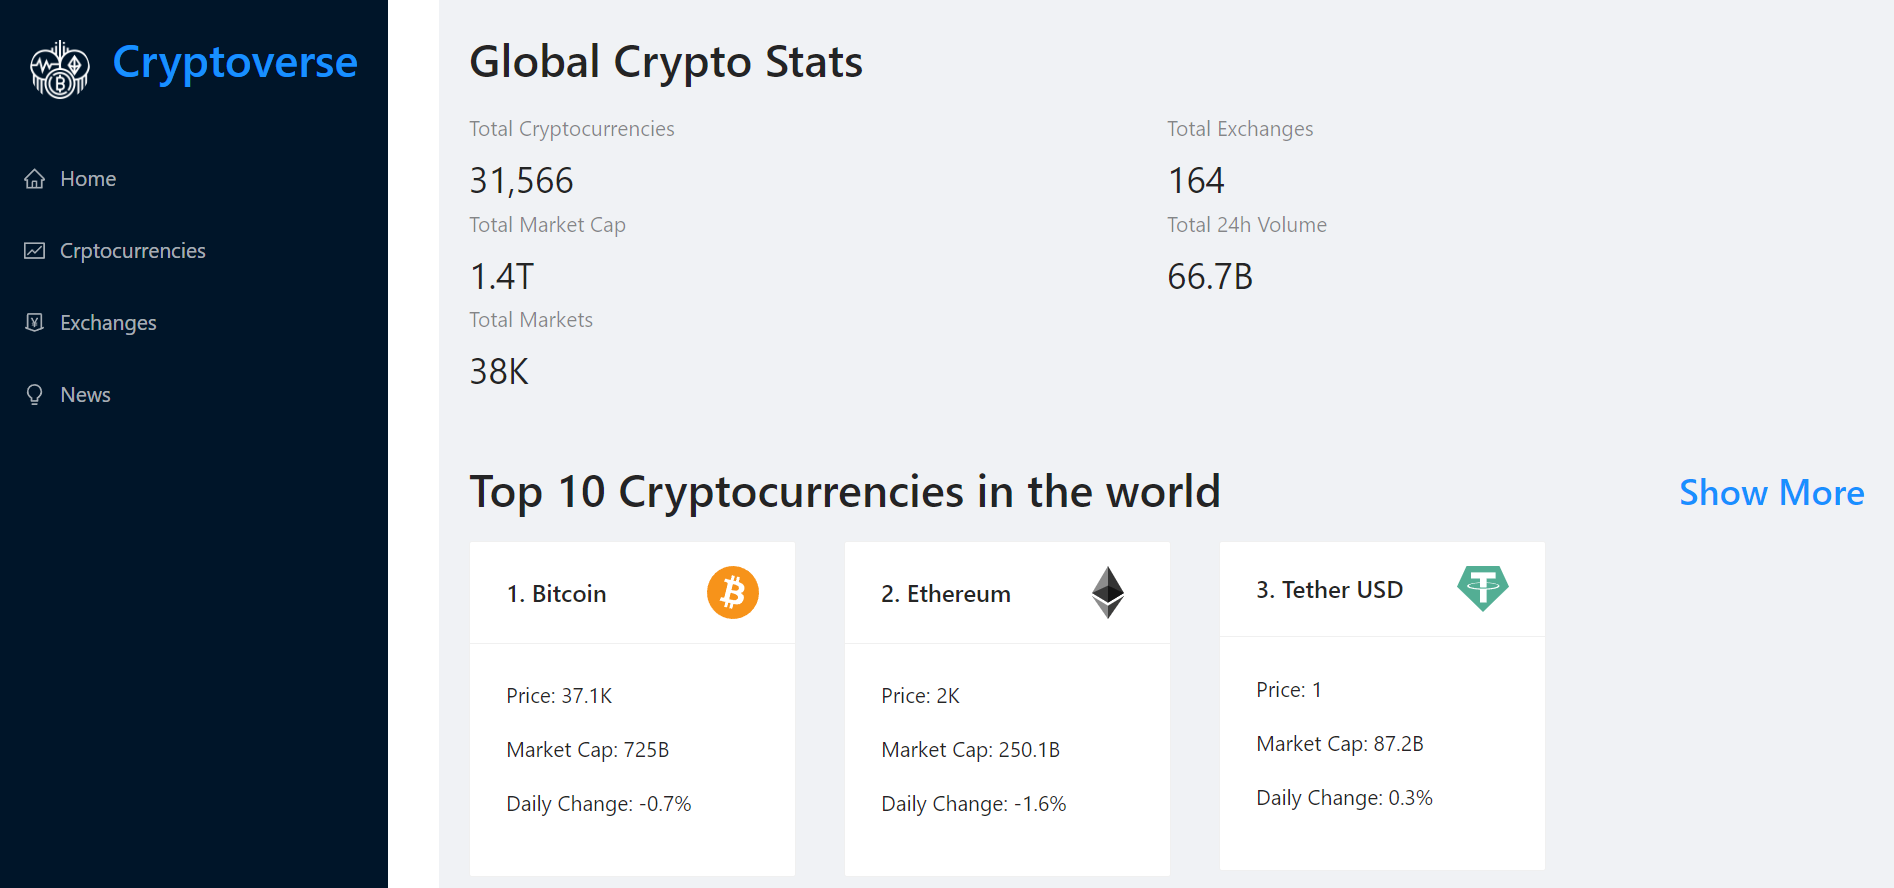 Cryptoverse
Home
Crptocurrencies
Exchanges
News
Global Crypto Stats
Total Cryptocurrencies
31,566
Total Exchanges
164
Total Market Cap
1.4T
Total 24h Volume
66.7B
Total Markets
38K
Top 10 Cryptocurrencies in the world
Show More
1. Bitcoin
Price: 37.1K
Market Cap: 725B
Daily Change: -0.7%
2. Ethereum
Price: 2K
Market Cap: 250.1B
Daily Change: -1.6%
3. Tether USD
Price: 1
Market Cap: 87.2B
Daily Change: 0.3%